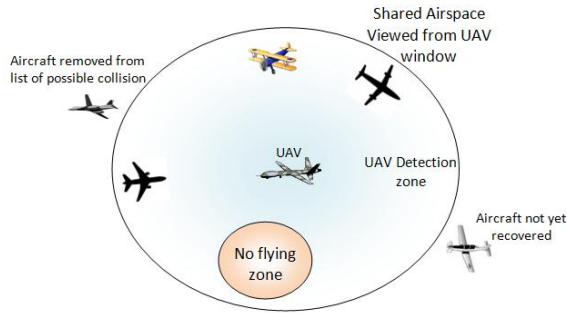 Shared Airspace
Viewed from UAV
window
Aircraft removed from
list of possible collision
UAV
UAV Detection
zone
Aircraft not yet
recovered
No flying
zone